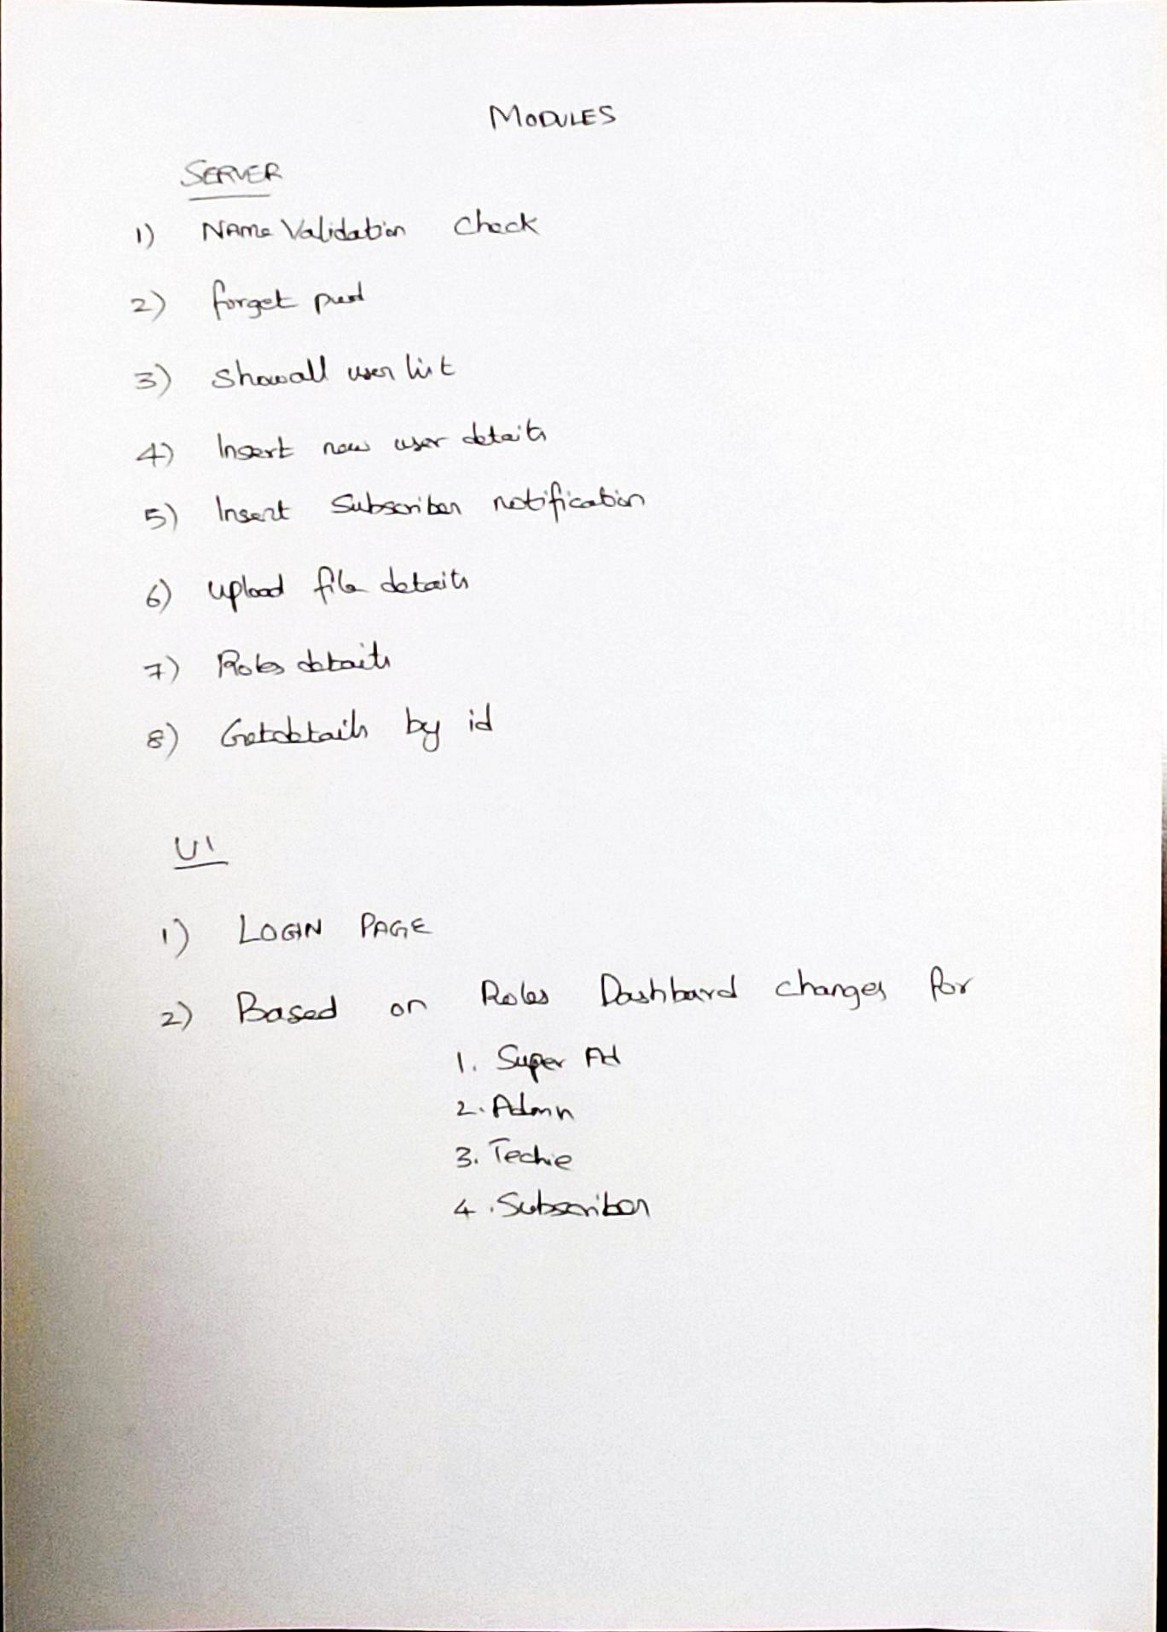 MODULES
SERVER
1) NAMe Validation check
2) forget pwd
3) Showall user list
4) Insert new user details
5) Insert Subscriber notification
6) upload file details
7) Roles details
8) Getdetails by id
UI
1) LOGIN PAGE
2) Based on Roles Dashboard changes for
1. Super Ad
2. Admn
3. Techie
4. Subscriber